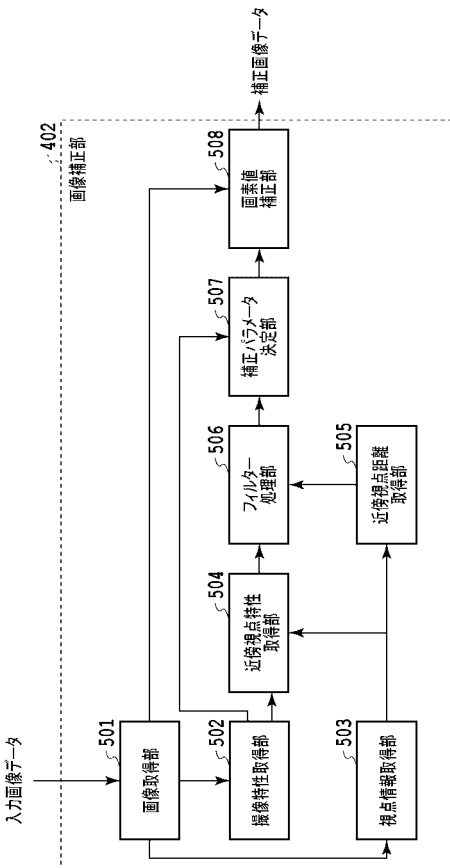 入力画像データ
402
画像補正部
501
画像取得部
502
撮像特性取得部
503
視点情報取得部
504
近傍視点特性
取得部
505
近傍視点距離
取得部
506
フィルター
処理部
507
補正パラメータ
決定部
508
画素値
補正部
補正画像データ